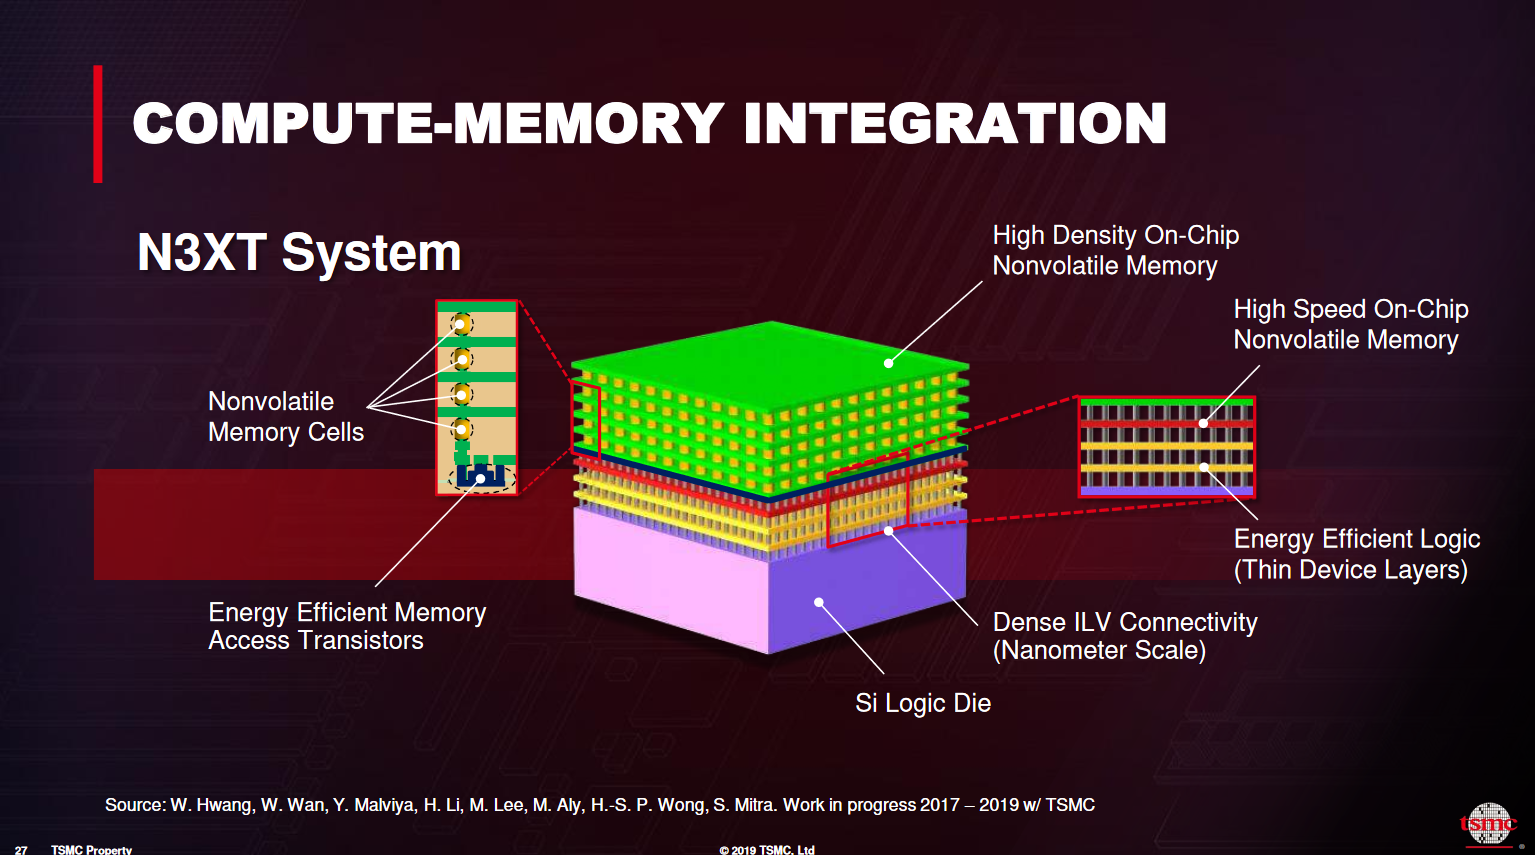 COMPUTE-MEMORY INTEGRATION
N3XT System
High Density On-Chip
Nonvolatile Memory
High Speed On-Chip
Nonvolatile Memory
Nonvolatile
Memory Cells
Energy Efficient Logic
(Thin Device Layers)
Energy Efficient Memory
Access Transistors
Dense ILV Connectivity
(Nanometer Scale)
Si Logic Die
Source: W. Hwang, W. Wan, Y. Malviya, H. Li, M. Lee, M. Aly, H.-S. P. Wong, S. Mitra. Work in progress 2017 – 2019 w/ TSMC
tsmc
27 TSMC Property
© 2019 TSMC, Ltd